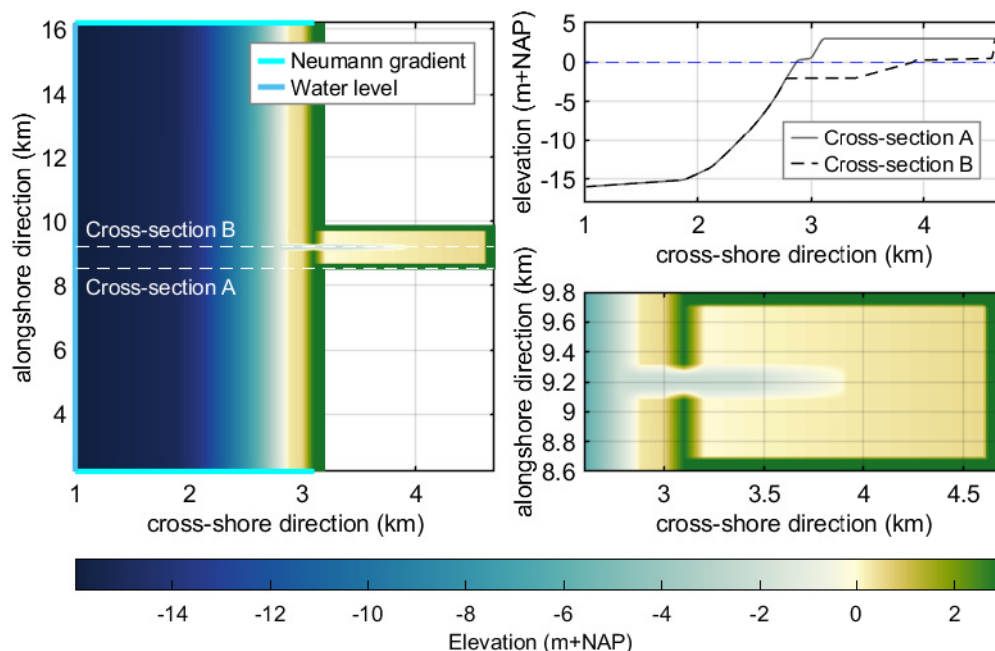 16
14
12
10
8
6
4
alongshore direction (km)
Neumann gradient
Water level
Cross-section B
Cross-section A
1 2 3 4
cross-shore direction (km)
5
0
-5
-10
-15
elevation (m+NAP)
Cross-section A
Cross-section B
1 2 3 4
cross-shore direction (km)
9.8
9.6
9.4
9.2
9
8.8
8.6
alongshore direction (km)
3 3.5 4 4.5
cross-shore direction (km)
-14 -12 -10 -8 -6 -4 -2 0 2
Elevation (m+NAP)